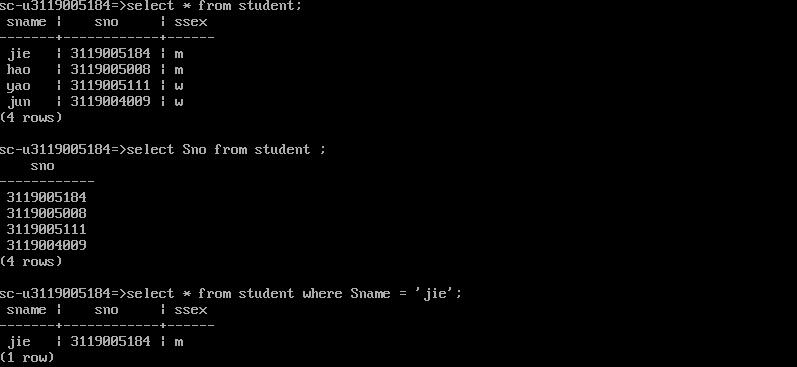 sc-u3119005184=>select * from student;
 sname ¦    sno     ¦ ssex
-------+------------+------
 jie   ¦ 3119005184 ¦ m
 hao   ¦ 3119005008 ¦ m
 yao   ¦ 3119005111 ¦ w
 jun   ¦ 3119004009 ¦ w
(4 rows)

sc-u3119005184=>select Sno from student ;
    sno
------------
 3119005184
 3119005008
 3119005111
 3119004009
(4 rows)

sc-u3119005184=>select * from student where Sname = 'jie';
 sname ¦    sno     ¦ ssex
-------+------------+------
 jie   ¦ 3119005184 ¦ m
(1 row)